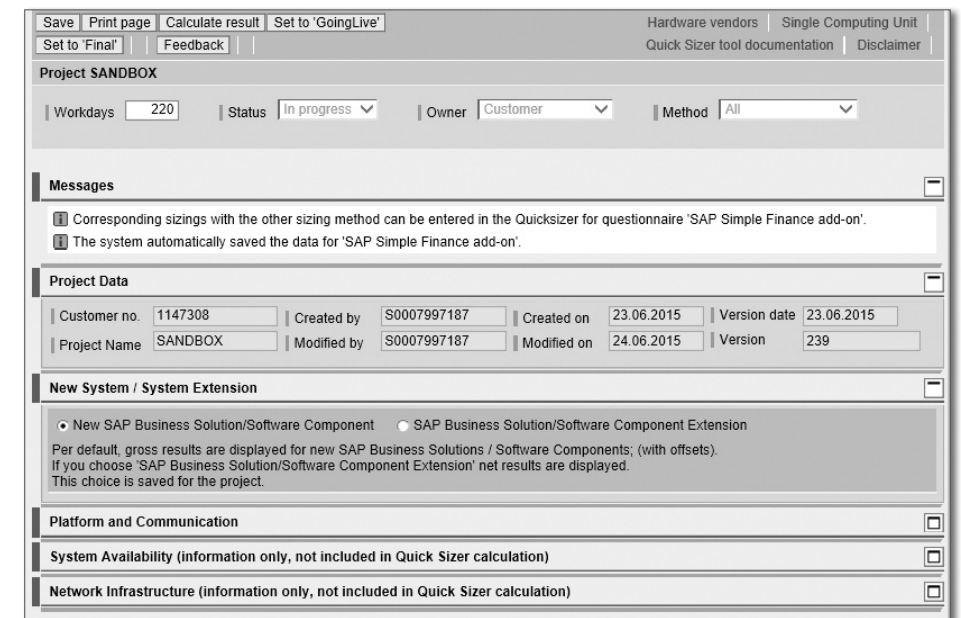 Save Print page Calculate result Set to 'GoingLive' Hardware vendors Single Computing Unit
Set to 'Final' Feedback Quick Sizer tool documentation Disclaimer
Project SANDBOX
Workdays 220 Status In progress Owner Customer Method All
Messages
Corresponding sizings with the other sizing method can be entered in the Quicksizer for questionnaire 'SAP Simple Finance add-on'.
The system automatically saved the data for 'SAP Simple Finance add-on'.
Project Data
Customer no. 1147308 Created by S0007997187 Created on 23.06.2015 Version date 23.06.2015
Project Name SANDBOX Modified by S0007997187 Modified on 24.06.2015 Version 239
New System / System Extension
New SAP Business Solution/Software Component SAP Business Solution/Software Component Extension
Per default, gross results are displayed for new SAP Business Solutions / Software Components; (with offsets).
If you choose 'SAP Business Solution/Software Component Extension' net results are displayed.
This choice is saved for the project.
Platform and Communication
System Availability (information only, not included in Quick Sizer calculation)
Network Infrastructure (information only, not included in Quick Sizer calculation)